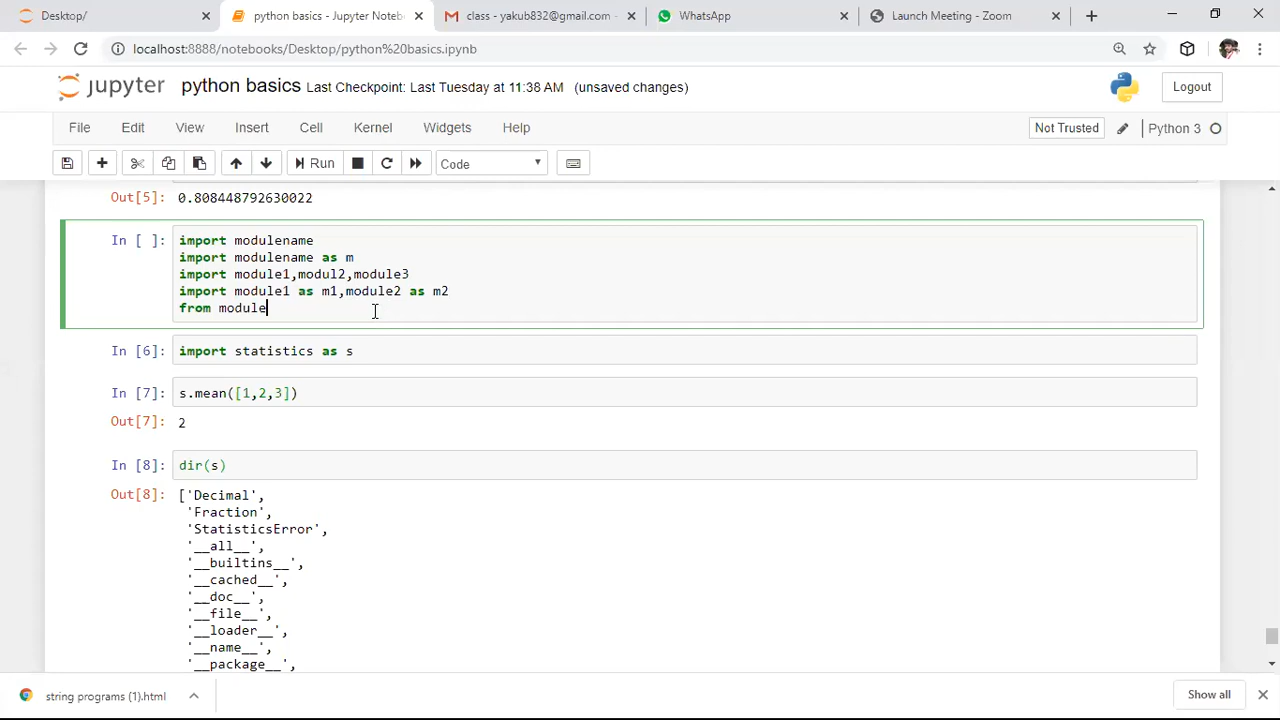 Desktop/
python basics - Jupyter Noteb
class - yakub832@gmail.com -
WhatsApp
Launch Meeting - Zoom
localhost:8888/notebooks/Desktop/python%20basics.ipynb
jupyter python basics Last Checkpoint: Last Tuesday at 11:38 AM (unsaved changes)
Logout
File Edit View Insert Cell Kernel Widgets Help
Not Trusted Python 3
Run Code
Out[5]: 0.808448792630022
In [ ]: import modulename
import modulename as m
import module1,modul2,module3
import module1 as m1,module2 as m2
from module
In [6]: import statistics as s
In [7]: s.mean([1,2,3])
Out[7]: 2
In [8]: dir(s)
Out[8]: ['Decimal',
'Fraction',
'StatisticsError',
'__all__',
'__builtins__',
'__cached__',
'__doc__',
'__file__',
'__loader__',
'__name__',
'__package__',
string programs (1).html
Show all